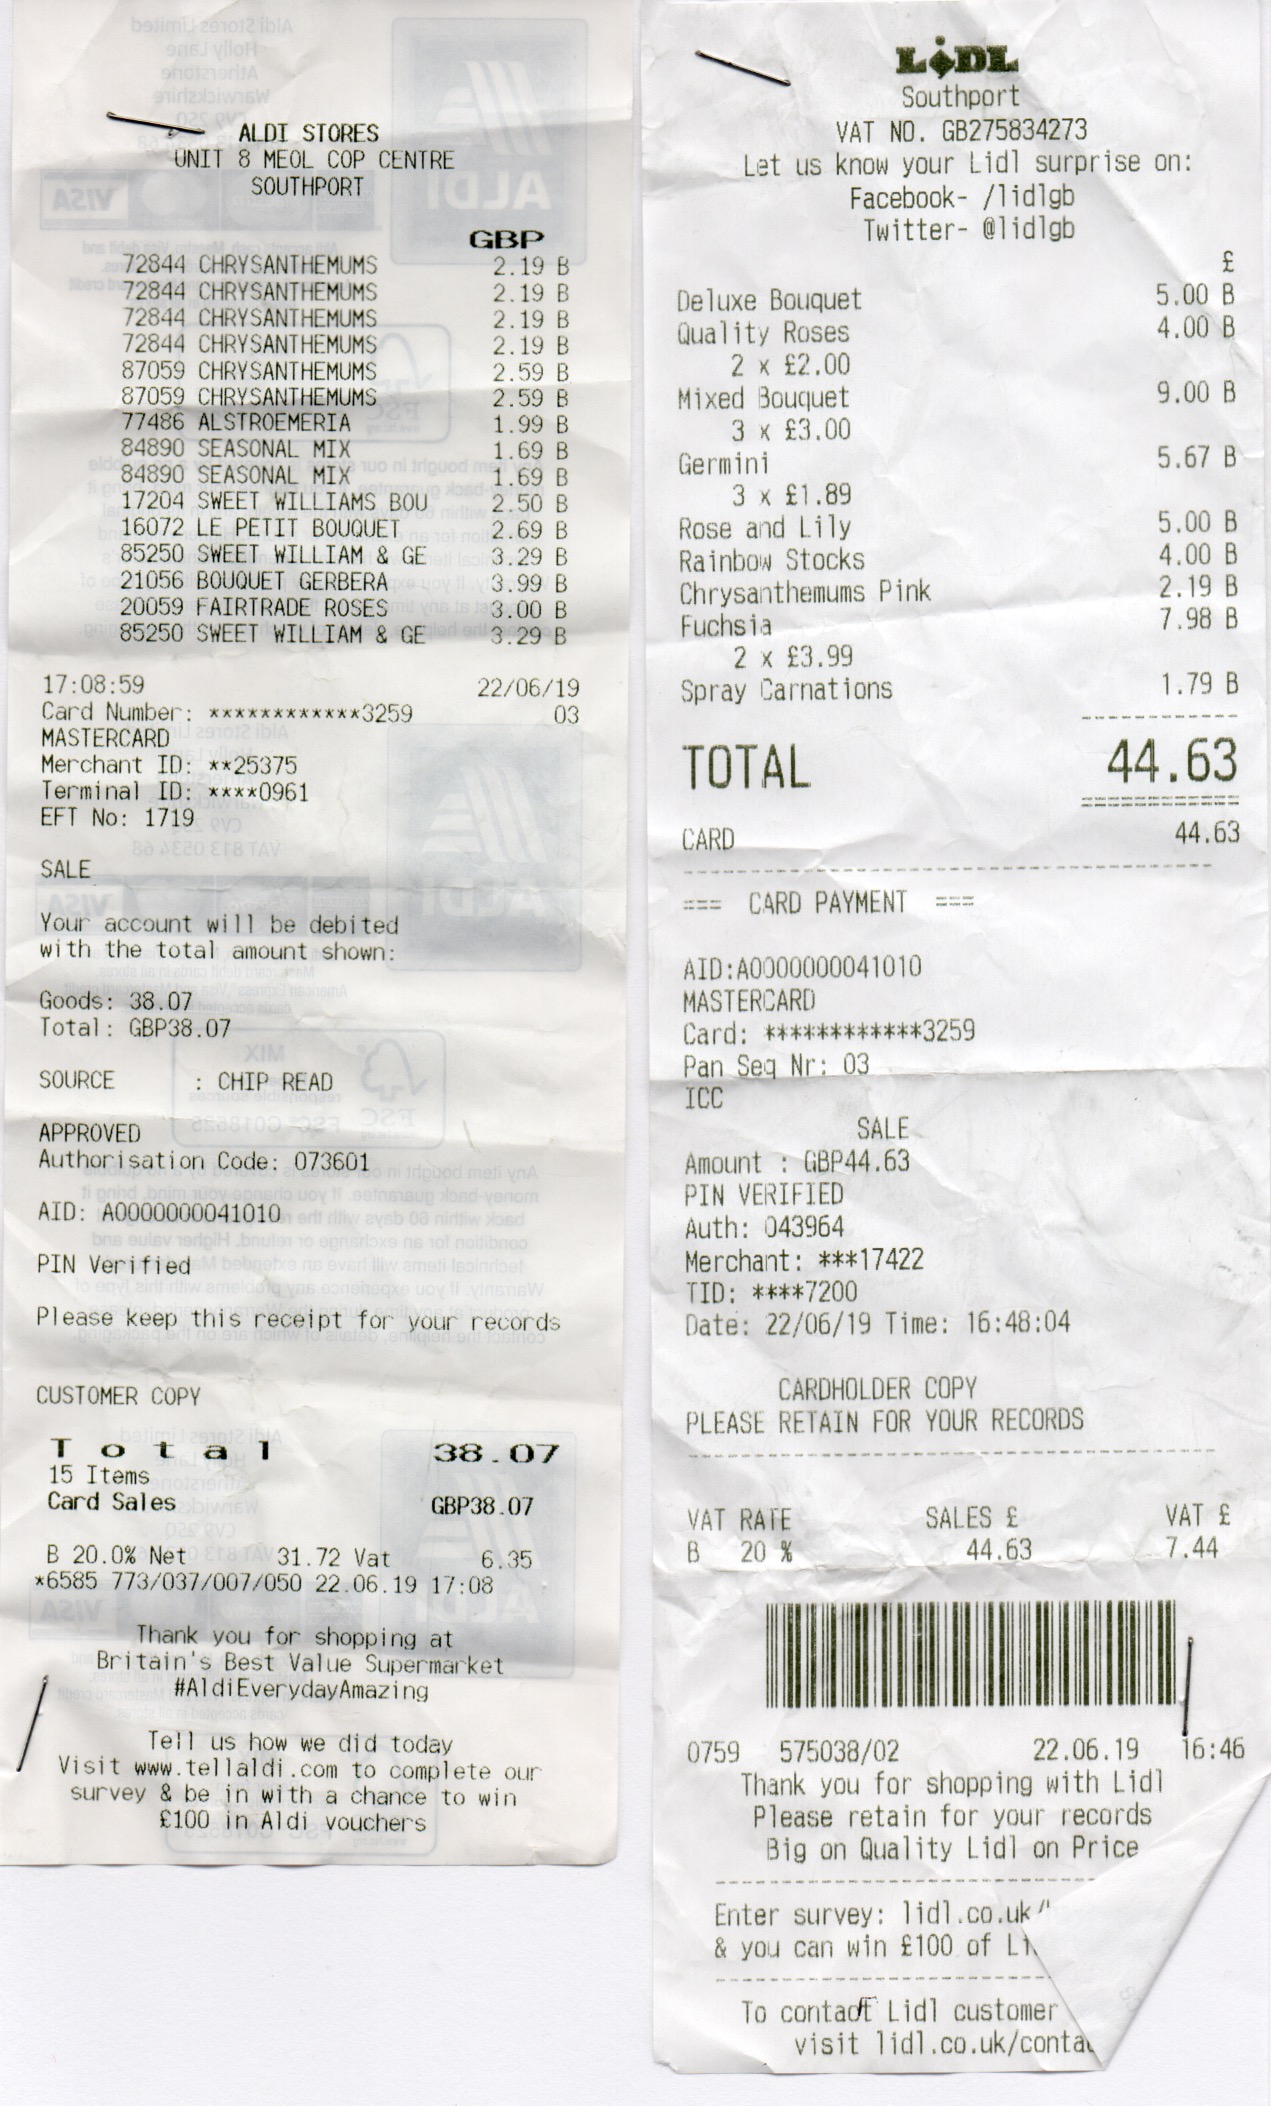 ALDI STORES
UNIT 8 MEOL COP CENTRE
SOUTHPORT
GBP
72844 CHRYSANTHEMUMS 2.19 B
72844 CHRYSANTHEMUMS 2.19 B
72844 CHRYSANTHEMUMS 2.19 B
72844 CHRYSANTHEMUMS 2.19 B
87059 CHRYSANTHEMUMS 2.59 B
87059 CHRYSANTHEMUMS 2.59 B
77486 ALSTROEMERIA 1.99 B
84890 SEASONAL MIX 1.69 B
84890 SEASONAL MIX 1.69 B
17204 SWEET WILLIAMS BOU 2.50 B
16072 LE PETIT BOUQUET 2.69 B
85250 SWEET WILLIAM & GE 3.29 B
21056 BOUQUET GERBERA 3.99 B
20059 FAIRTRADE ROSES 3.00 B
85250 SWEET WILLIAM & GE 3.29 B
17:08:59 22/06/19
Card Number: ************3259 03
MASTERCARD
Merchant ID: **25375
Terminal ID: ****0961
EFT No: 1719
SALE
Your account will be debited
with the total amount shown:
Goods: 38.07
Total: GBP38.07
SOURCE : CHIP READ
APPROVED
Authorisation Code: 073601
AID: A0000000041010
PIN Verified
Please keep this receipt for your records
CUSTOMER COPY
Total 38.07
15 Items
Card Sales GBP38.07
B 20.0% Net 31.72 Vat 6.35
*6585 773/037/007/050 22.06.19 17:08
Thank you for shopping at
Britain's Best Value Supermarket
#AldiEverydayAmazing
Tell us how we did today
Visit www.tellaldi.com to complete our
survey & be in with a chance to win
£100 in Aldi vouchers
LIDL
Southport
VAT NO. GB275834273
Let us know your Lidl surprise on:
Facebook- /lidlgb
Twitter- @lidlgb
£
Deluxe Bouquet 5.00 B
Quality Roses 4.00 B
2 x £2.00
Mixed Bouquet 9.00 B
3 x £3.00
Germini 5.67 B
3 x £1.89
Rose and Lily 5.00 B
Rainbow Stocks 4.00 B
Chrysanthemums Pink 2.19 B
Fuchsia 7.98 B
2 x £3.99
Spray Carnations 1.79 B
TOTAL 44.63
CARD 44.63
=== CARD PAYMENT ===
AID:A0000000041010
MASTERCARD
Card: ************3259
Pan Seq Nr: 03
ICC
SALE
Amount : GBP44.63
PIN VERIFIED
Auth: 043964
Merchant: ***17422
TID: ****7200
Date: 22/06/19 Time: 16:48:04
CARDHOLDER COPY
PLEASE RETAIN FOR YOUR RECORDS
VAT RATE SALES £ VAT £
B 20 % 44.63 7.44
0759 575038/02 22.06.19 16:46
Thank you for shopping with Lidl
Please retain for your records
Big on Quality Lidl on Price
Enter survey: lidl.co.uk/
& you can win £100 of
To contact Lidl customer
visit lidl.co.uk/conta